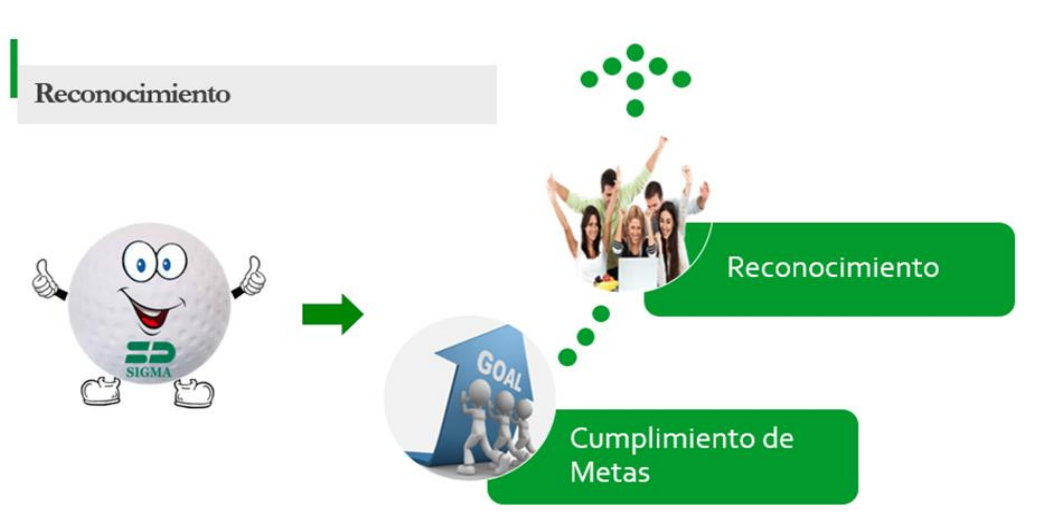 Reconocimiento
Reconocimiento
SIGMA
GOAL
Cumplimiento de
Metas